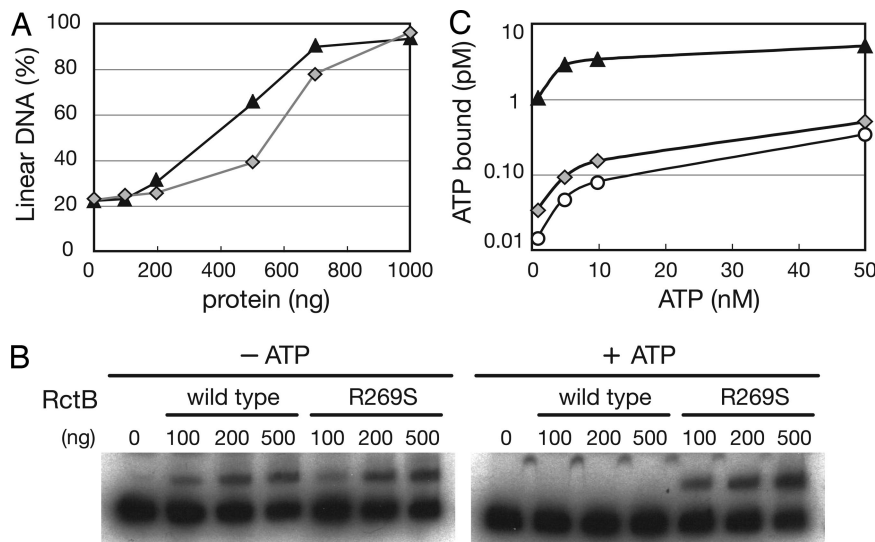 A
C
100
80
60
40
20
0
Linear DNA (%)
0 200 400 600 800 1000
protein (ng)
10
1
0.10
0.01
ATP bound (pM)
0 10 20 30 40 50
ATP (nM)
B
– ATP
+ ATP
RctB wild type R269S wild type R269S
(ng) 0 100 200 500 100 200 500 0 100 200 500 100 200 500